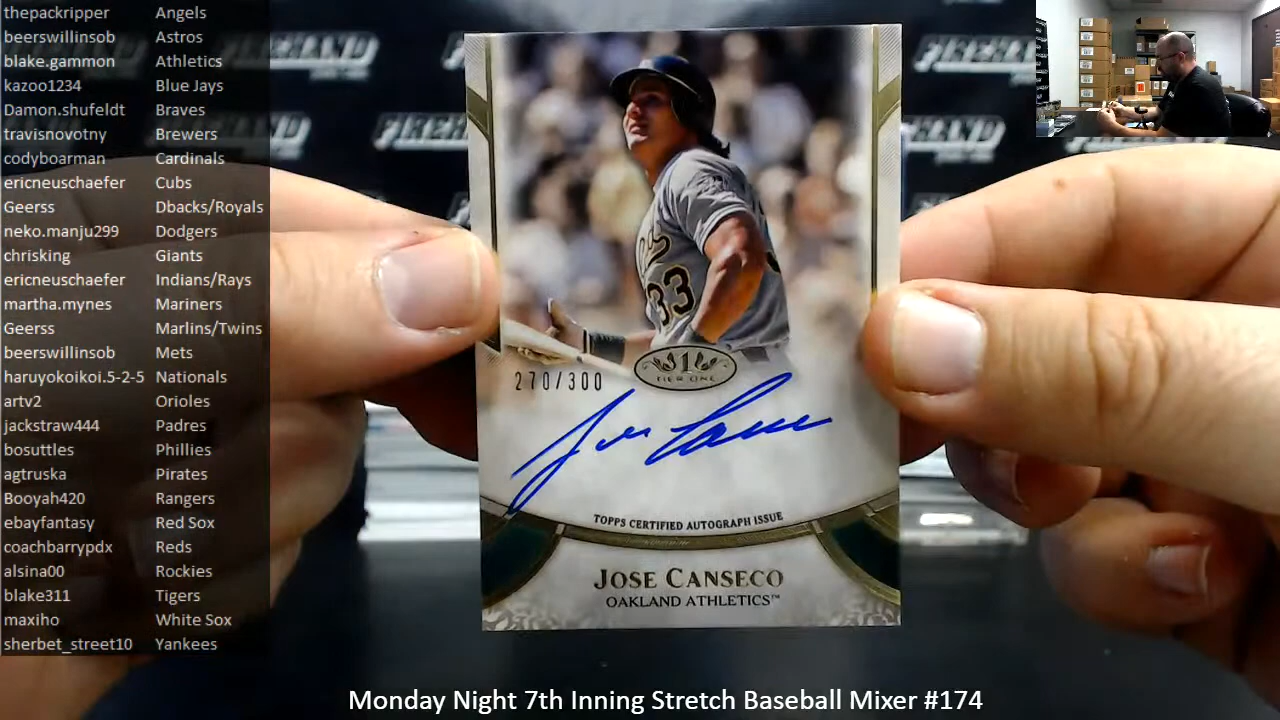 thepackripper Angels
beerswillinsob Astros
blake.gammon Athletics
kazoo1234 Blue Jays
Damon.shufeldt Braves
travisnovotny Brewers
codyboarman Cardinals
ericneuschaefer Cubs
Geerss Dbacks/Royals
neko.manju299 Dodgers
chrisking Giants
ericneuschaefer Indians/Rays
martha.mynes Mariners
Geerss Marlins/Twins
beerswillinsob Mets
haruyokoikoi.5-2-5 Nationals
artv2 Orioles
jackstraw444 Padres
bosuttles Phillies
agtruska Pirates
Booyah420 Rangers
ebayfantasy Red Sox
coachbarrypdx Reds
alsina00 Rockies
blake311 Tigers
maxiho White Sox
sherbet_street10 Yankees
FIREHAND
33
1
TIER ONE
270/300
TOPPS CERTIFIED AUTOGRAPH ISSUE
JOSE CANSECO
OAKLAND ATHLETICS™
Monday Night 7th Inning Stretch Baseball Mixer #174